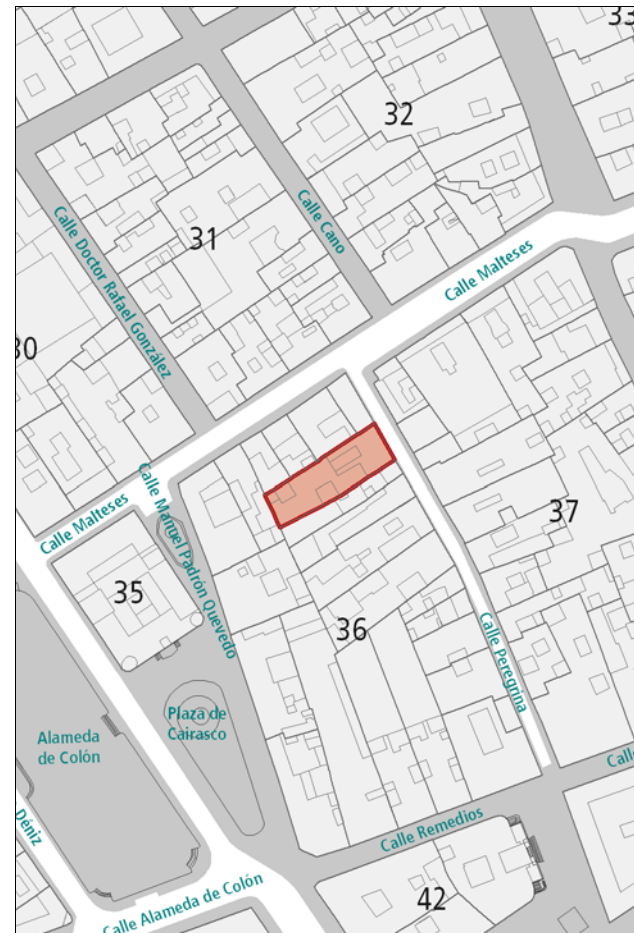 33
32
Calle Cano
31
Calle Doctor Rafael González
Calle Malteses
30
Calle Malteses
Calle Manuel Padrón Quevedo
37
35
36
Calle Peregrina
Plaza de
Cairasco
Alameda
de Colón
Calle
Déniz
Calle Remedios
42
Calle Alameda de Colón